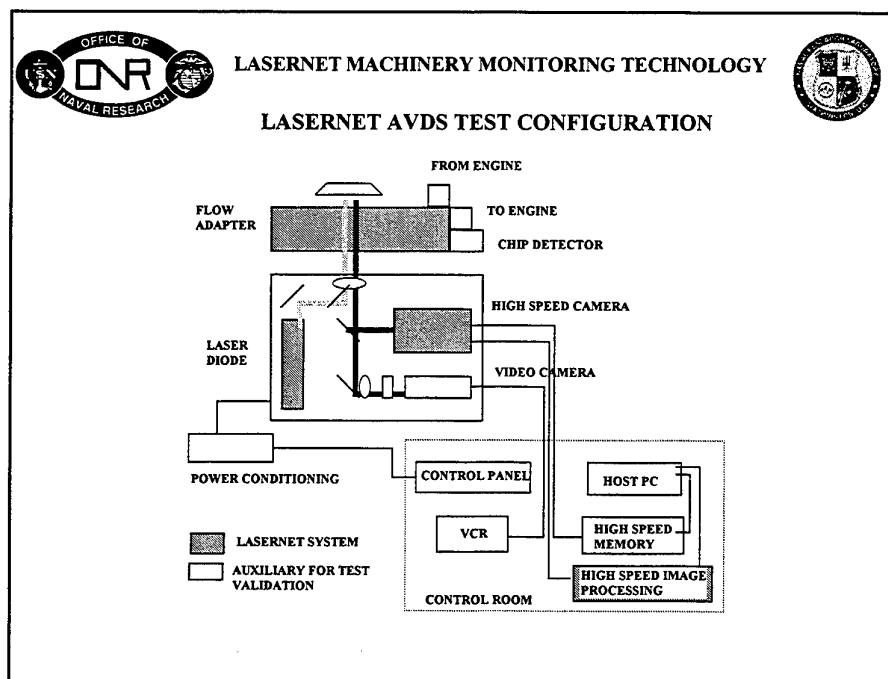 OFFICE OF
ONR
NAVAL RESEARCH
LASERNET MACHINERY MONITORING TECHNOLOGY
LASERNET AVDS TEST CONFIGURATION
FROM ENGINE
FLOW
ADAPTER
TO ENGINE
CHIP DETECTOR
HIGH SPEED CAMERA
LASER
DIODE
VIDEO CAMERA
POWER CONDITIONING
CONTROL PANEL
HOST PC
VCR
HIGH SPEED
MEMORY
LASERNET SYSTEM
AUXILIARY FOR TEST
VALIDATION
HIGH SPEED IMAGE
PROCESSING
CONTROL ROOM